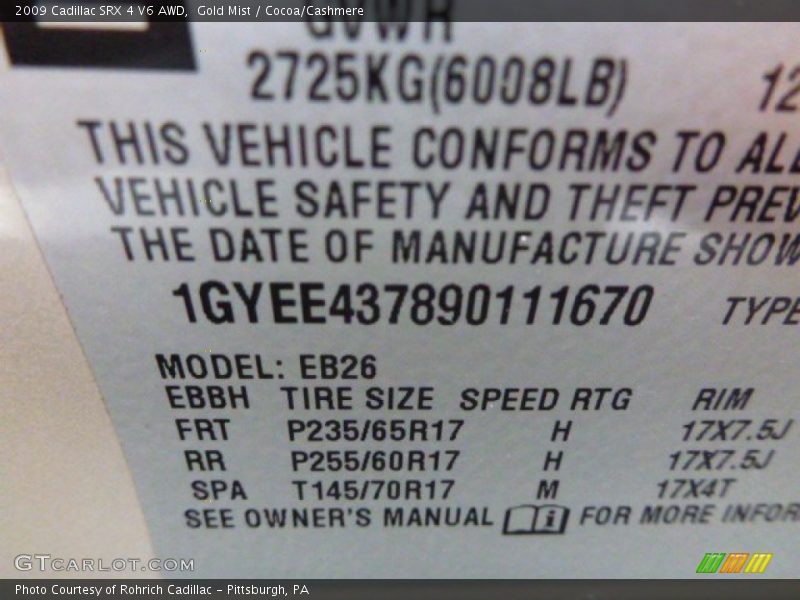 2009 Cadillac SRX 4 V6 AWD, Gold Mist / Cocoa/Cashmere
GVWR
2725KG(6008LB)
THIS VEHICLE CONFORMS TO ALL
VEHICLE SAFETY AND THEFT PREV
THE DATE OF MANUFACTURE SHOW
1GYEE437890111670 TYPE
MODEL: EB26
EBBH TIRE SIZE SPEED RTG RIM
FRT P235/65R17 H 17X7.5J
RR P255/60R17 H 17X7.5J
SPA T145/70R17 M 17X4T
SEE OWNER'S MANUAL FOR MORE INFOR
GTCARLOT.COM
Photo Courtesy of Rohrich Cadillac - Pittsburgh, PA